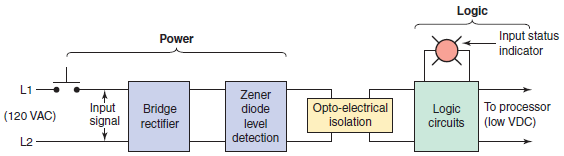 Logic
Power
Input status
indicator
L1
(120 VAC)
L2
Input
signal
Bridge
rectifier
Zener
diode
level
detection
Opto-electrical
isolation
Logic
circuits
To processor
(low VDC)